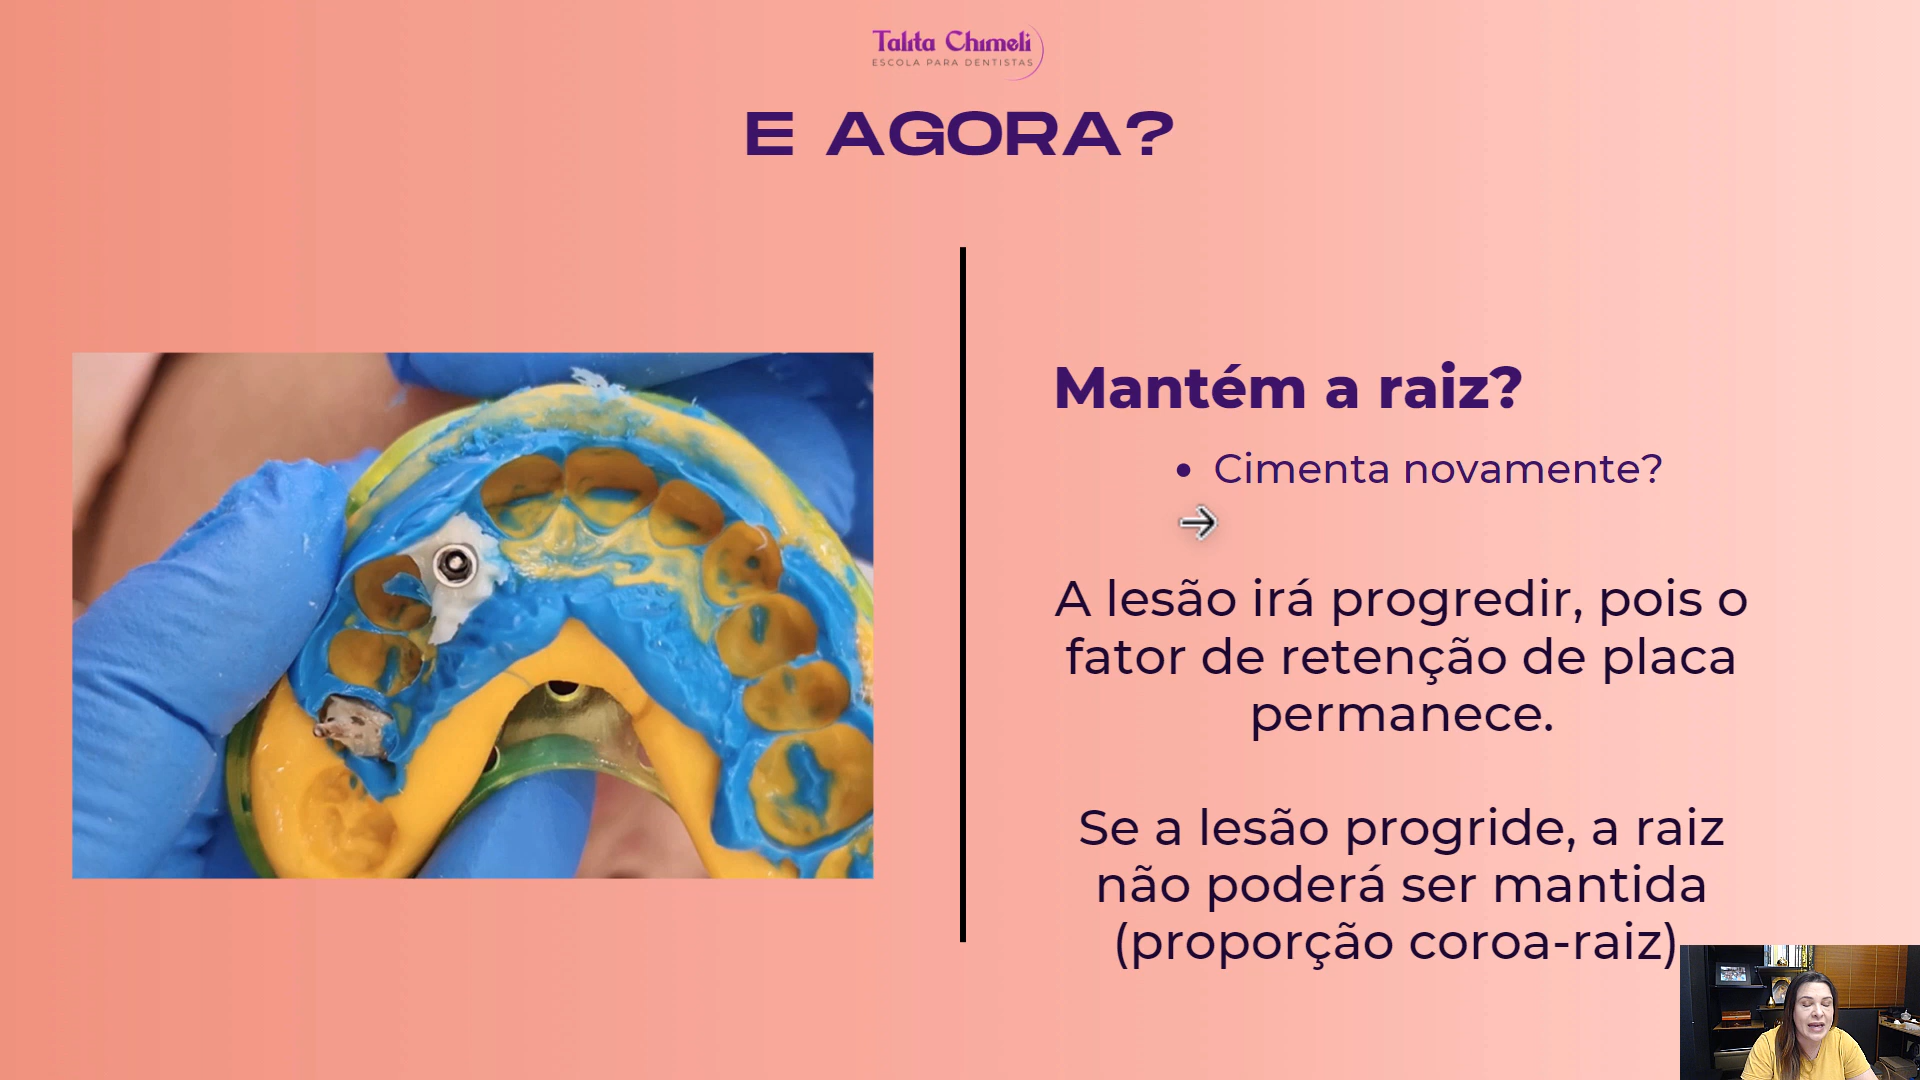 Talita Chimeli
ESCOLA PARA DENTISTAS
E AGORA?
Mantém a raiz?
• Cimenta novamente?
A lesão irá progredir, pois o
fator de retenção de placa
permanece.
Se a lesão progride, a raiz
não poderá ser mantida
(proporção coroa-raiz)